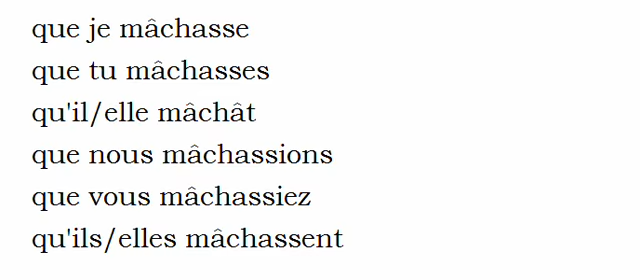 que je mâchasse
que tu mâchasses
qu'il/elle mâchât
que nous mâchassions
que vous mâchassiez
qu'ils/elles mâchassent